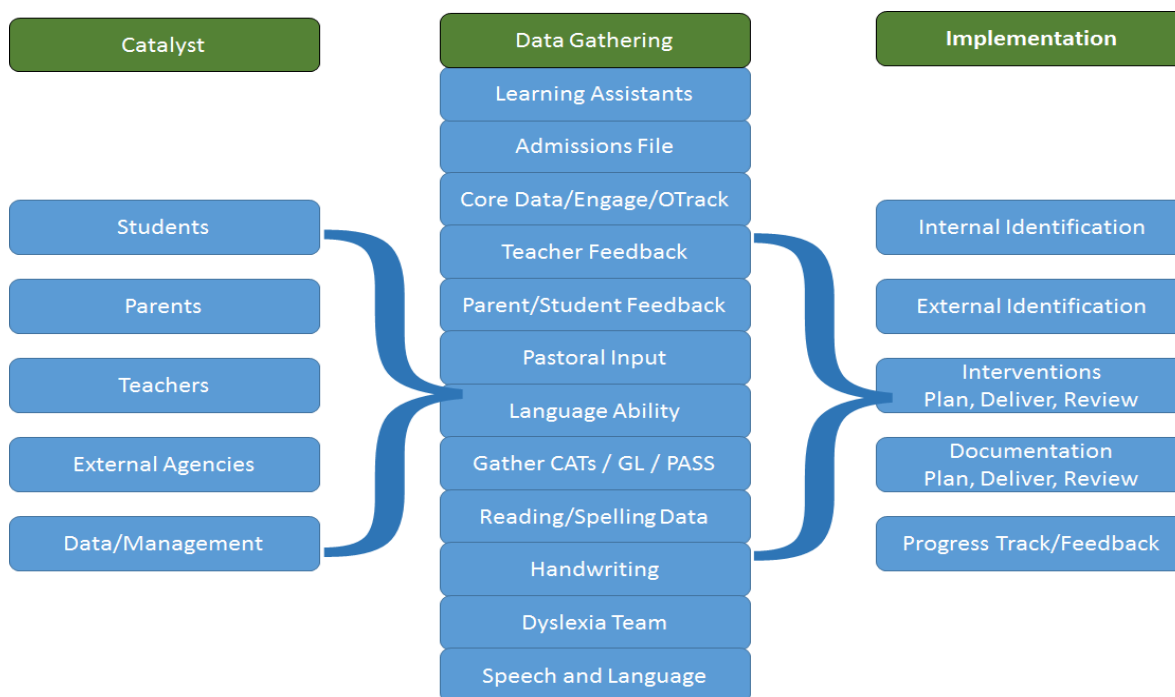 Catalyst
Students
Parents
Teachers
External Agencies
Data/Management
Data Gathering
Learning Assistants
Admissions File
Core Data/Engage/OTrack
Teacher Feedback
Parent/Student Feedback
Pastoral Input
Language Ability
Gather CATs / GL / PASS
Reading/Spelling Data
Handwriting
Dyslexia Team
Speech and Language
Implementation
Internal Identification
External Identification
Interventions
Plan, Deliver, Review
Documentation
Plan, Deliver, Review
Progress Track/Feedback